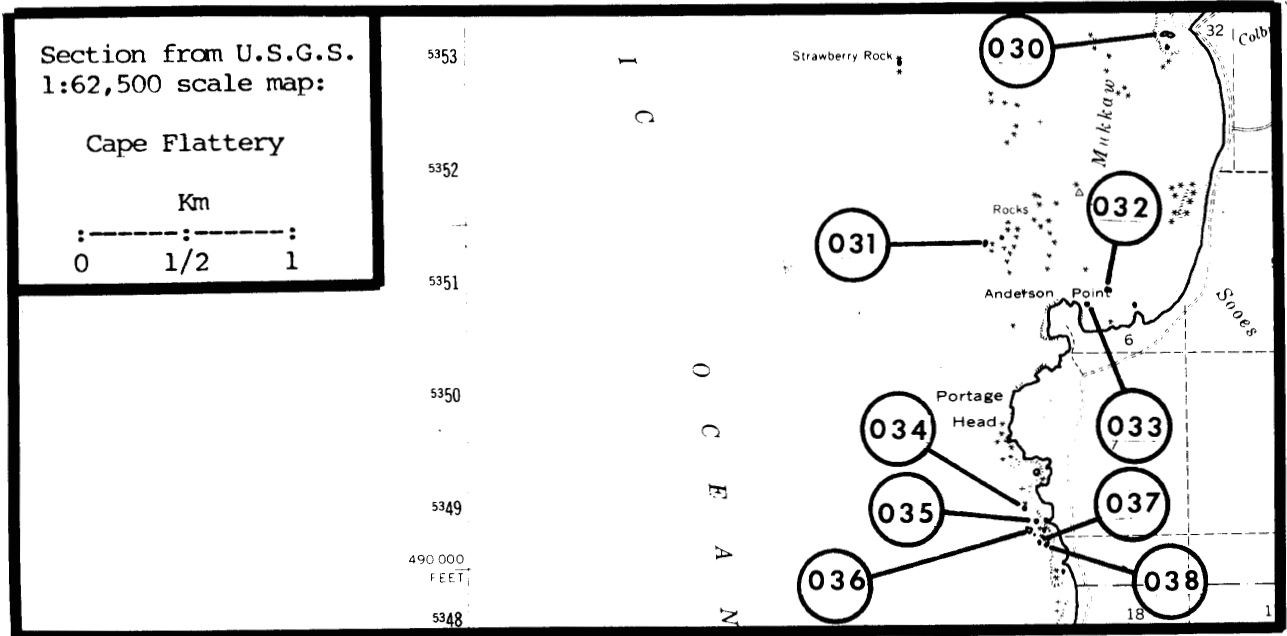 Section from U.S.G.S.
1:62,500 scale map:
Cape Flattery
Km
0 1/2 1
5353
5352
5351
5350
5349
490 000
FEET
5348
I
C
O
C
E
A
N
Strawberry Rock
030
32
Mukkaw
032
Rocks
031
Anderson Point
Sooes
6
Portage
Head
033
034
035
037
036
038
18